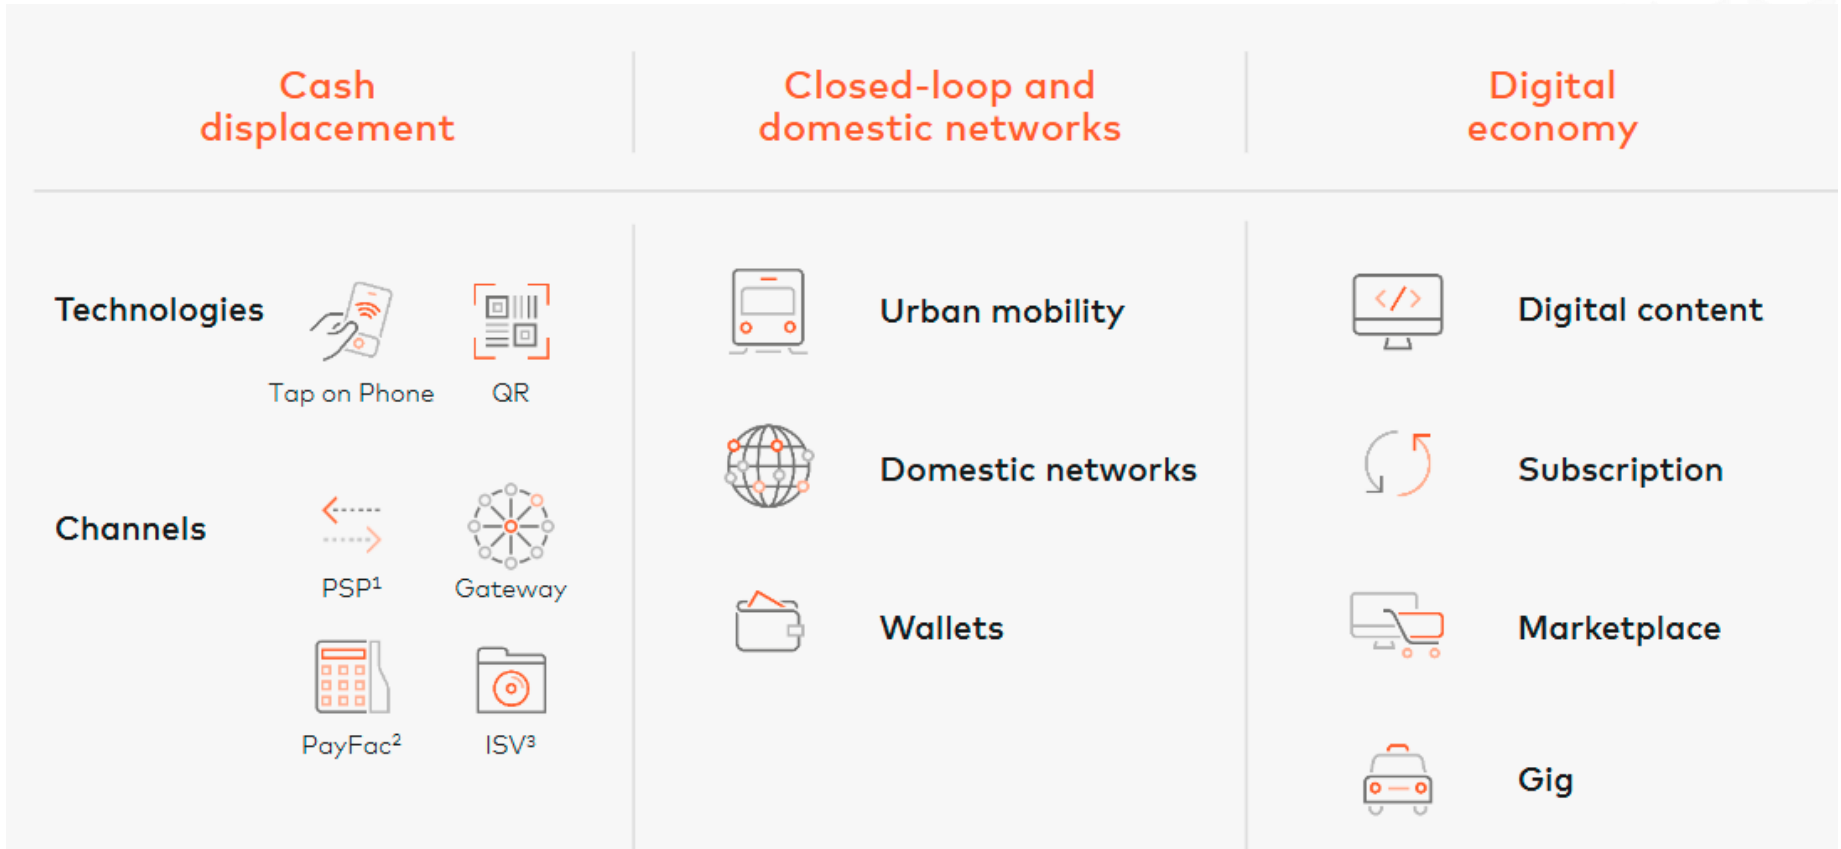 Cash
displacement
Closed-loop and
domestic networks
Digital
economy
Technologies
Tap on Phone
QR
Channels
PSP¹
Gateway
PayFac²
ISV³
Urban mobility
Domestic networks
Wallets
Digital content
Subscription
Marketplace
Gig